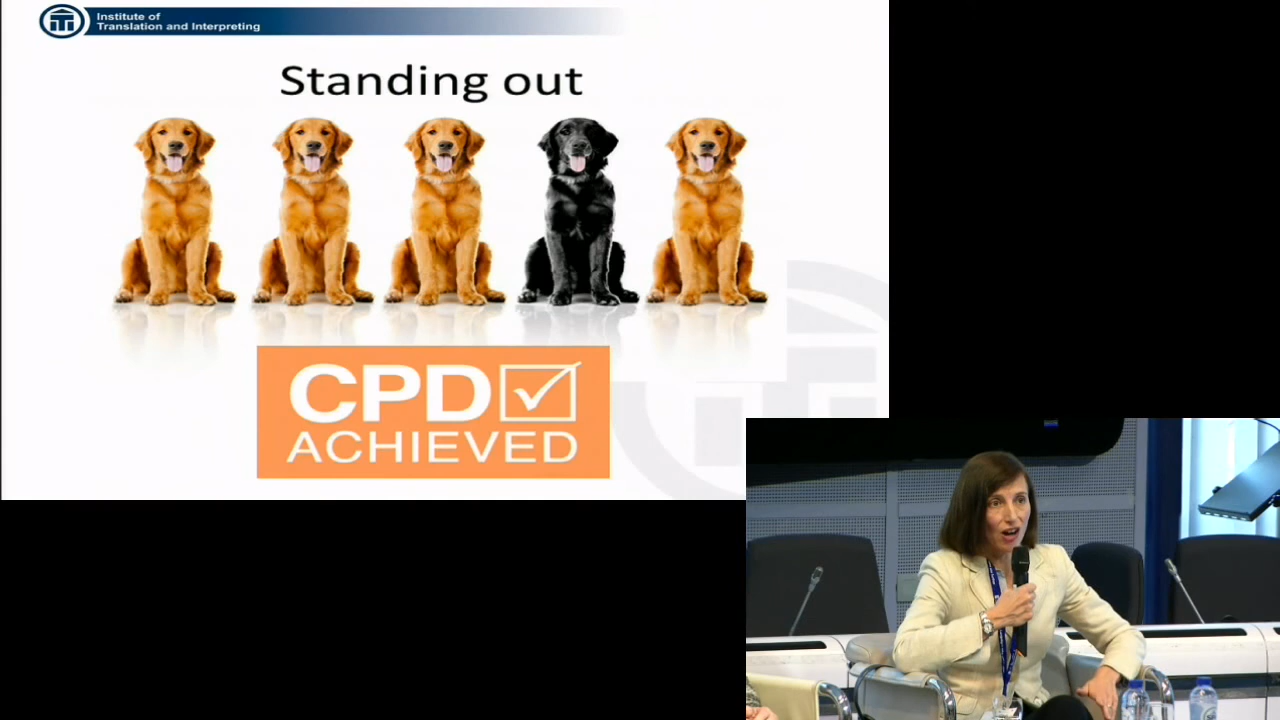 Institute of
Translation and Interpreting
Standing out
CPD
ACHIEVED